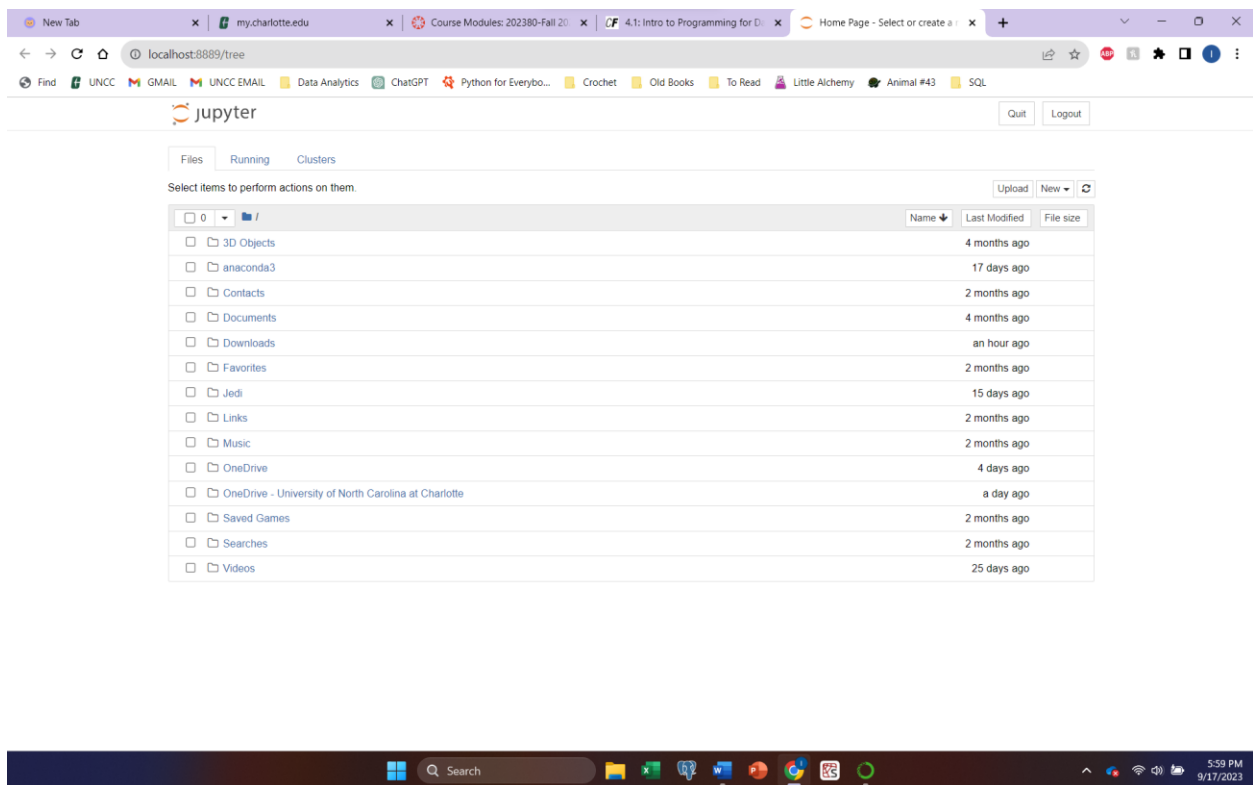 New Tab
my.charlotte.edu
Course Modules: 202380-Fall 20
CF 4.1: Intro to Programming for Da
Home Page - Select or create a n
localhost:8889/tree
ABP
I
Find UNCC GMAIL UNCC EMAIL Data Analytics ChatGPT Python for Everybo... Crochet Old Books To Read Little Alchemy Animal #43 SQL
jupyter Quit Logout
Files Running Clusters
Select items to perform actions on them. Upload New
0 / Name Last Modified File size
3D Objects 4 months ago
anaconda3 17 days ago
Contacts 2 months ago
Documents 4 months ago
Downloads an hour ago
Favorites 2 months ago
Jedi 15 days ago
Links 2 months ago
Music 2 months ago
OneDrive 4 days ago
OneDrive - University of North Carolina at Charlotte a day ago
Saved Games 2 months ago
Searches 2 months ago
Videos 25 days ago
Search
5:59 PM
9/17/2023